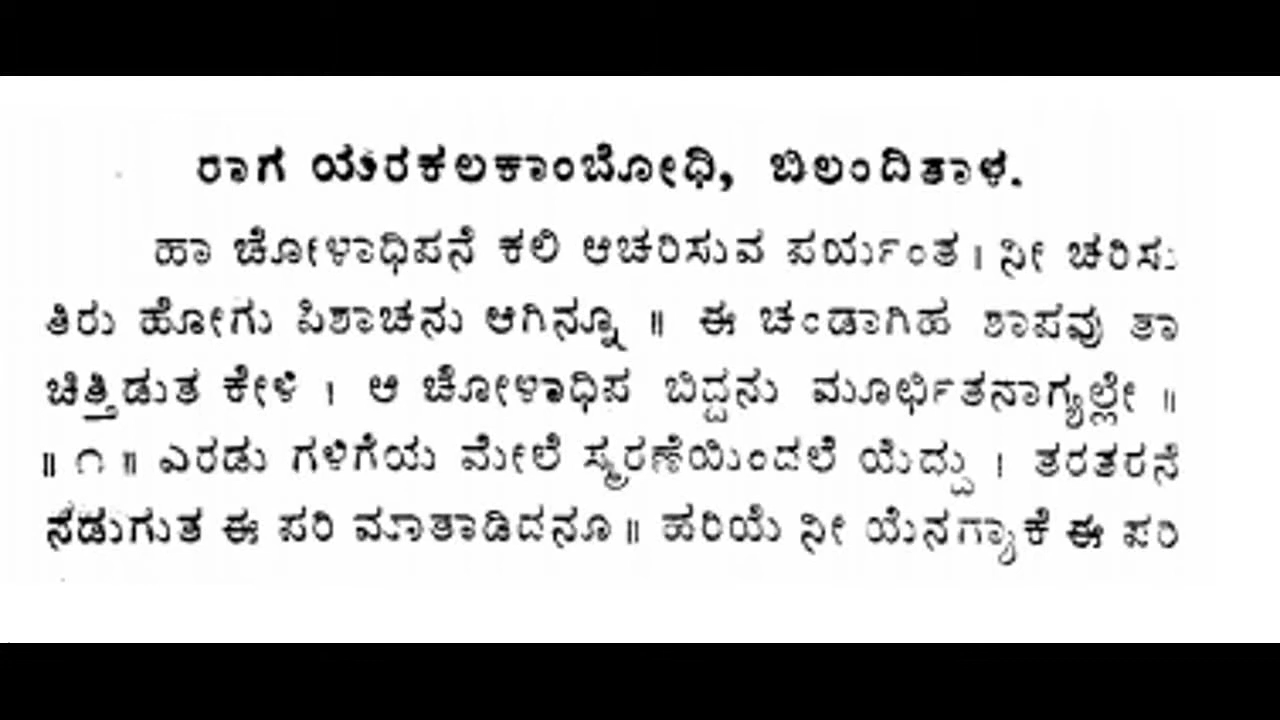 ರಾಗ ಯರಕಲಕಾಂಬೋಧಿ, ಬಿಲಂದಿತಾಳ.
ಹಾ ಚೋಳಾಧಿಪನೆ ಕಲಿ ಆಚರಿಸುವ ಪರ್ಯಂತ । ನೀ ಚರಿಸು
ತಿರು ಹೋಗು ಪಿಶಾಚನು ಆಗಿನ್ನೂ ॥ ಈ ಚಂಡಾಗಿಹ ಶಾಪವು ತಾ
ಚಿತ್ತಿಡುತ ಕೇಳಿ । ಆ ಚೋಳಾಧಿಪ ಬಿದ್ದನು ಮೂರ್ಛಿತನಾಗ್ಯಲ್ಲೇ ॥
॥ ೧ ॥ ಎರಡು ಗಳಿಗೆಯ ಮೇಲೆ ಸ್ಮರಣೆಯಿಂದಲೆ ಯೆದ್ದು । ತರತರನೆ
ನಡುಗುತ ಈ ಪರಿ ಮಾತಾಡಿದನೂ ॥ ಹರಿಯೆ ನೀ ಯೆನಗ್ಯಾಕೆ ಈ ಪರಿ